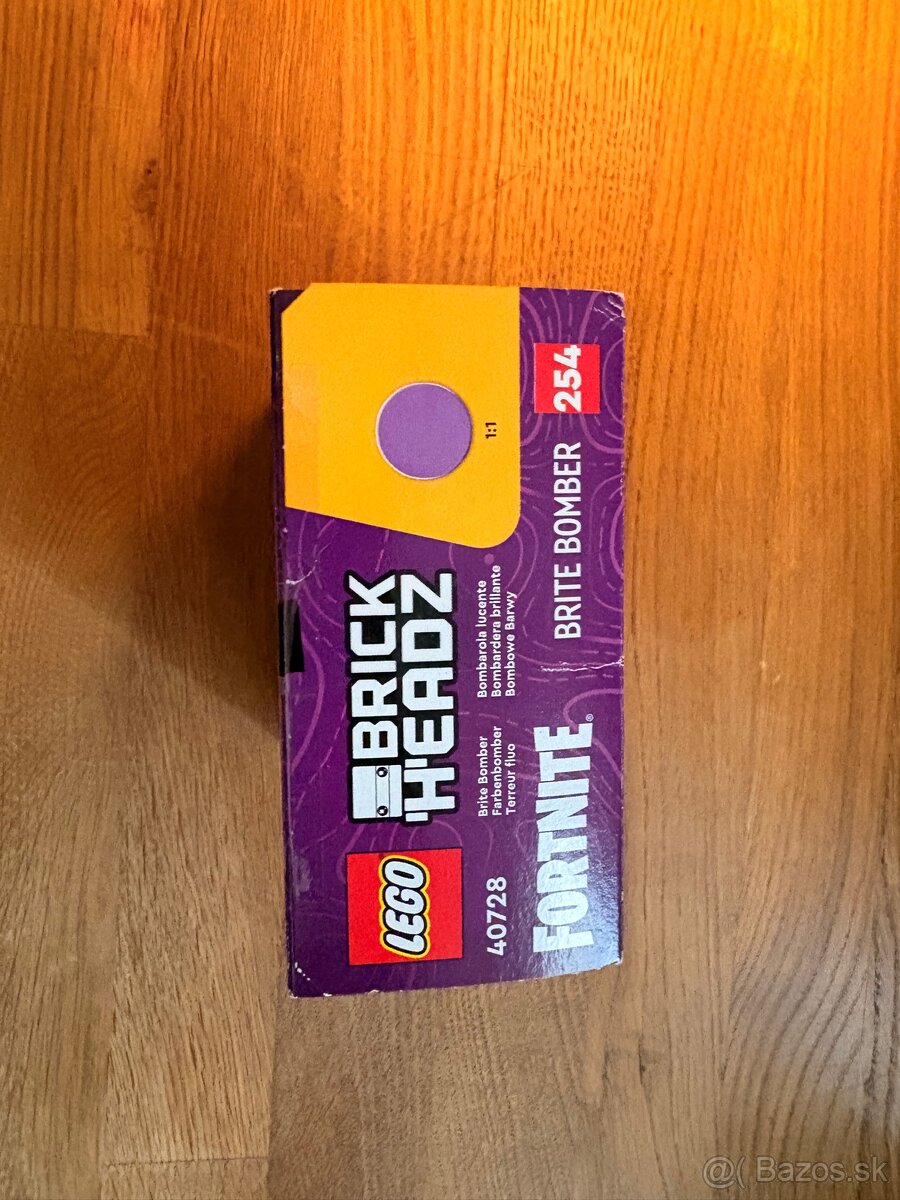 LEGO
BRICK
HEADZ
40728
Brite Bomber
Farbenbomber
Terreur fluo
Bombarola lucente
Bombardera brillante
Bombowe Barwy
1:1
FORTNITE®
BRITE BOMBER
254
@( Bazos.sk